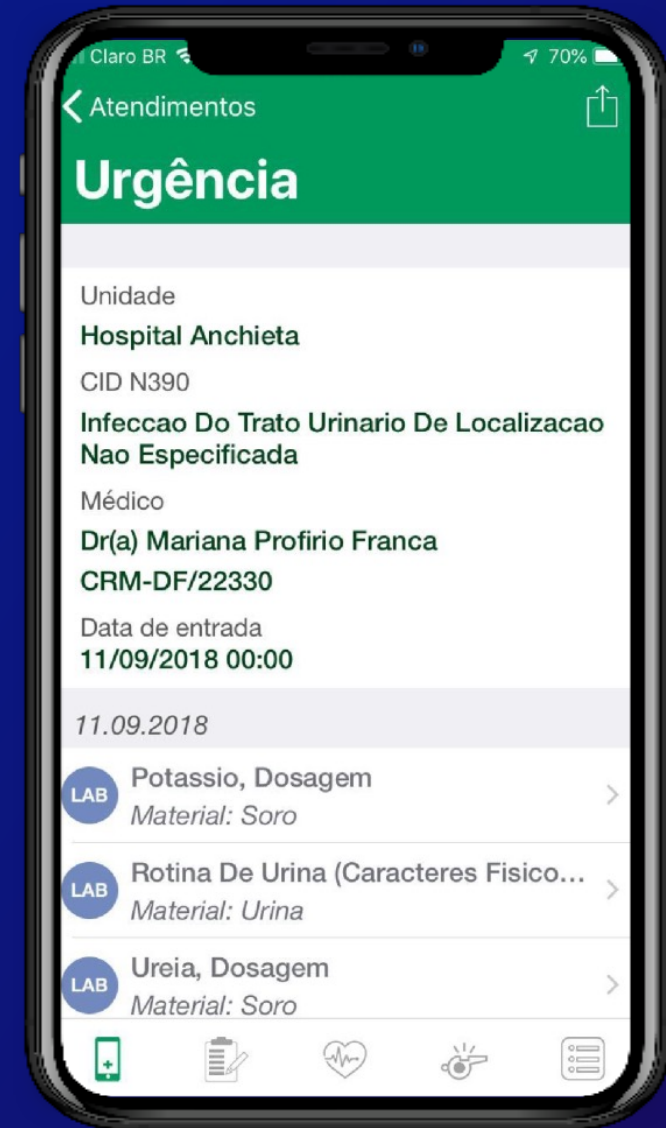 Claro BR
70%
Atendimentos
Urgência
Unidade
Hospital Anchieta
CID N390
Infeccao Do Trato Urinario De Localizacao
Nao Especificada
Médico
Dr(a) Mariana Profirio Franca
CRM-DF/22330
Data de entrada
11/09/2018 00:00
11.09.2018
LAB
Potassio, Dosagem
Material: Soro
LAB
Rotina De Urina (Caracteres Fisico...
Material: Urina
LAB
Ureia, Dosagem
Material: Soro